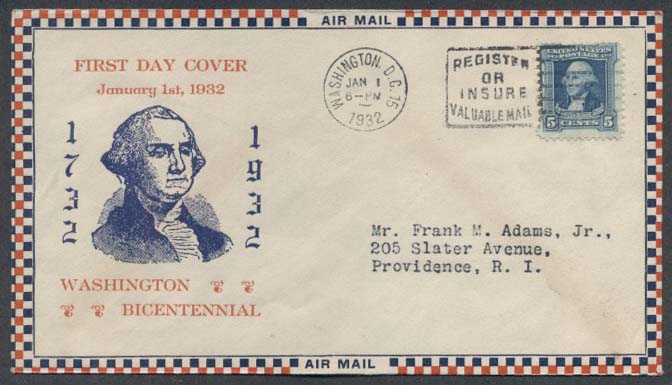 AIR MAIL
FIRST DAY COVER
January 1st, 1932
1732
1932
WASHINGTON
BICENTENNIAL
WASHINGTON, D.C. 15
JAN 1
6-PM
1932
REGISTER
OR
INSURE
VALUABLE MAIL
UNITED STATES
POSTAGE
5 CENTS 5
Mr. Frank M. Adams, Jr.,
205 Slater Avenue,
Providence, R. I.
AIR MAIL